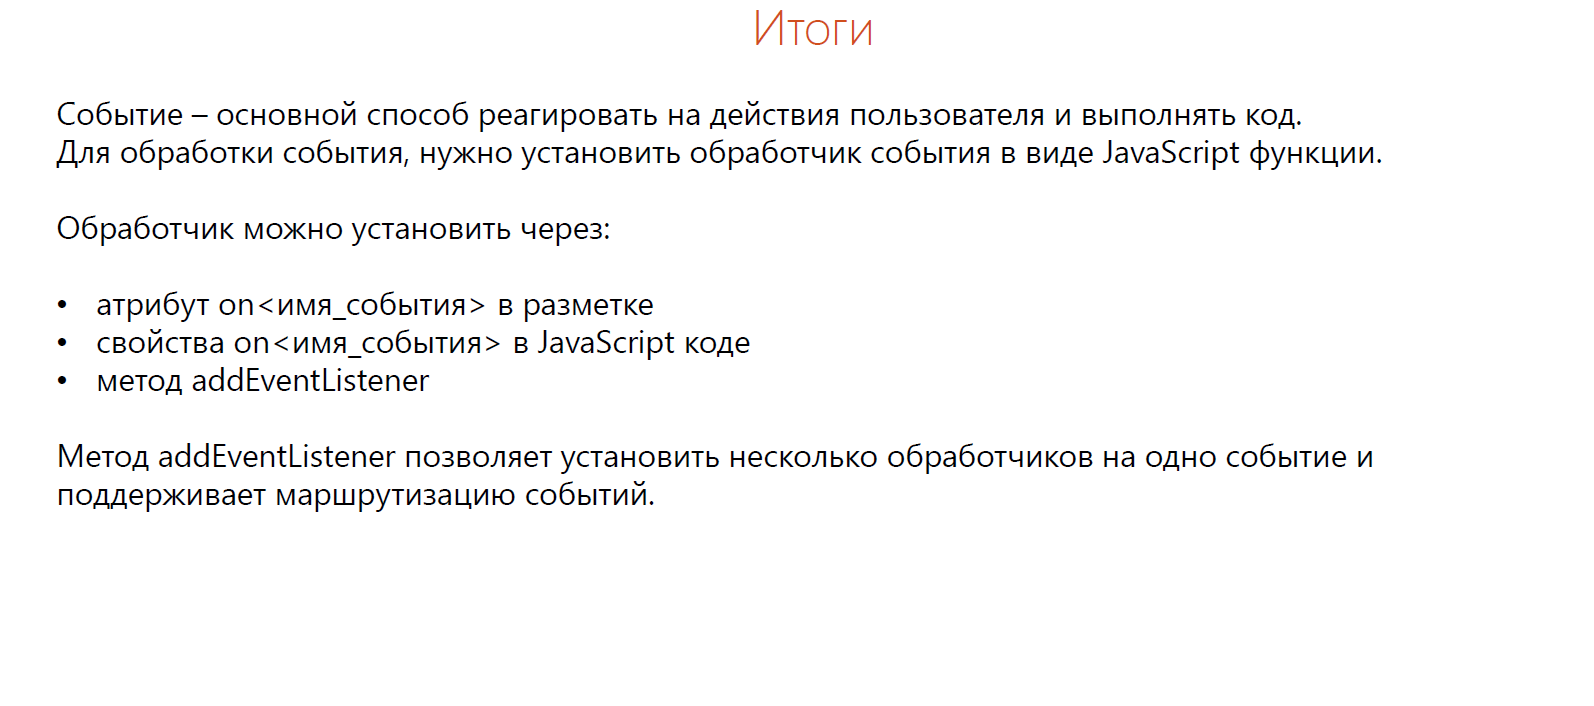 Итоги
Событие – основной способ реагировать на действия пользователя и выполнять код.
Для обработки события, нужно установить обработчик события в виде JavaScript функции.
Обработчик можно установить через:
• атрибут on<имя_события> в разметке
• свойства on<имя_события> в JavaScript коде
• метод addEventListener
Метод addEventListener позволяет установить несколько обработчиков на одно событие и
поддерживает маршрутизацию событий.